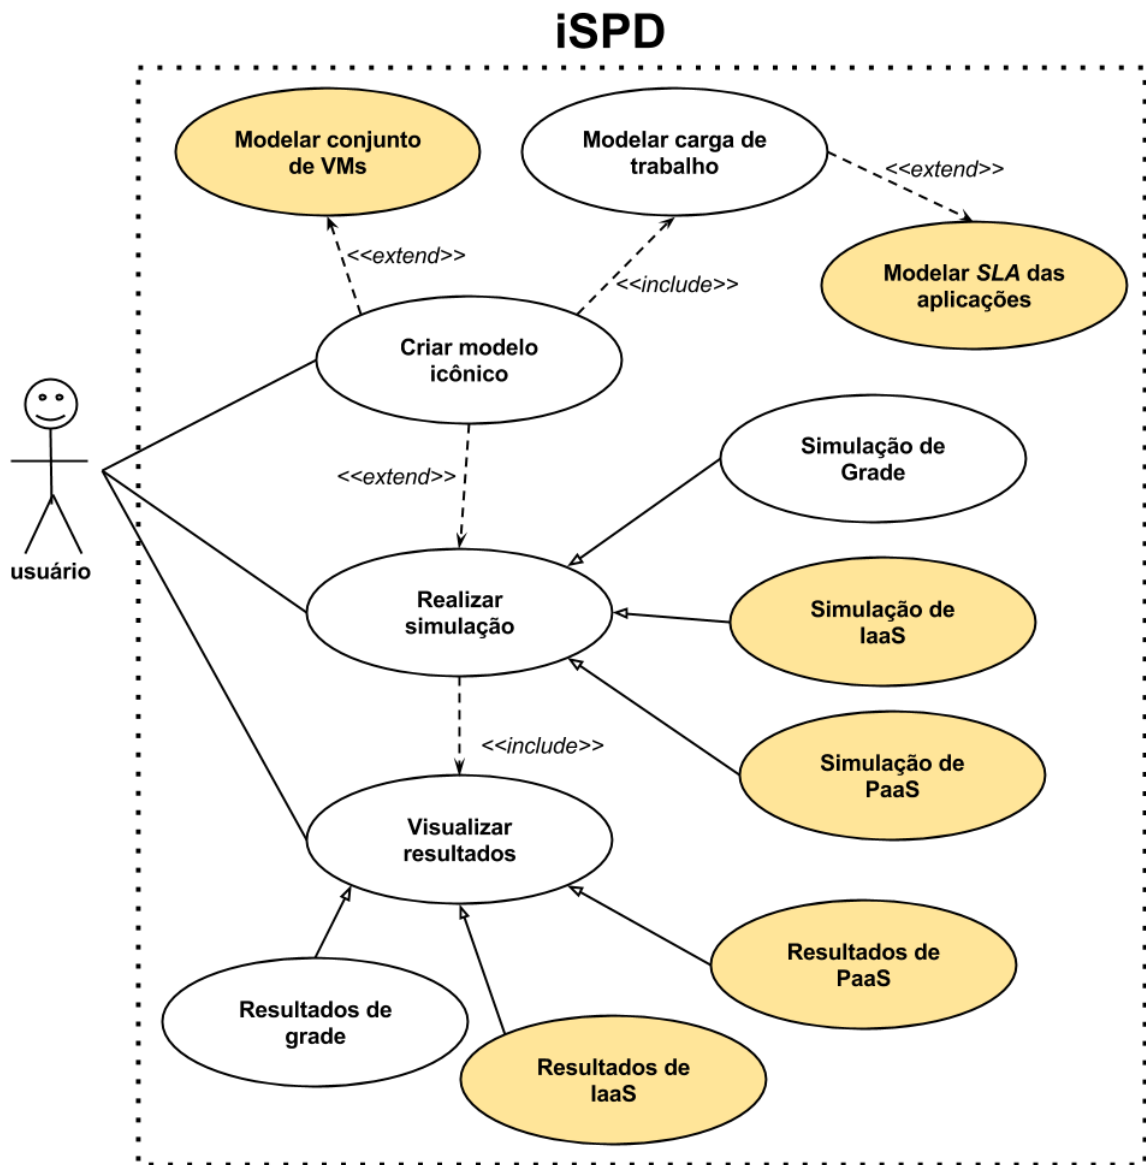 iSPD
Modelar conjunto
de VMs
Modelar carga de
trabalho
<<extend>>
<<extend>>
<<include>>
Modelar SLA das
aplicações
Criar modelo
icônico
usuário
<<extend>>
Simulação de
Grade
Realizar
simulação
Simulação de
IaaS
<<include>>
Simulação de
PaaS
Visualizar
resultados
Resultados de
PaaS
Resultados de
grade
Resultados de
IaaS